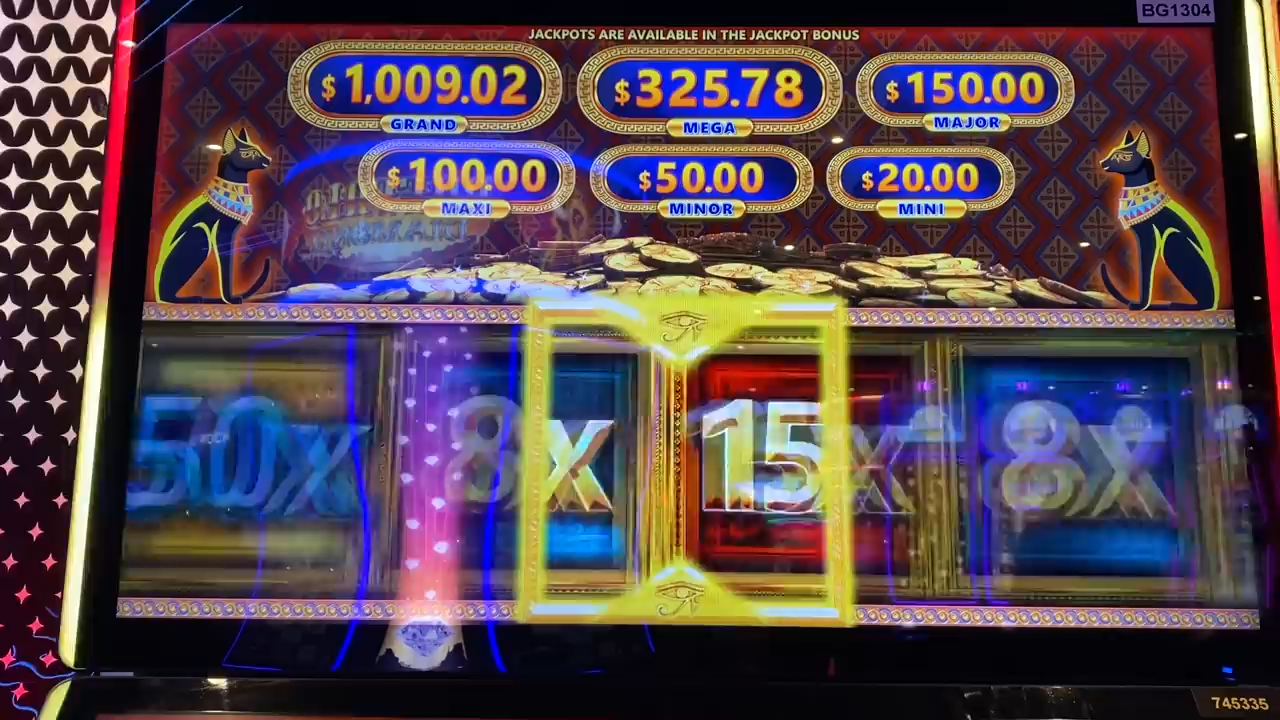 BG1304
JACKPOTS ARE AVAILABLE IN THE JACKPOT BONUS
$1,009.02 $325.78 $150.00
GRAND MEGA MAJOR
$100.00 $50.00 $20.00
MAXI MINOR MINI
50x 8x 15x 8x
745335